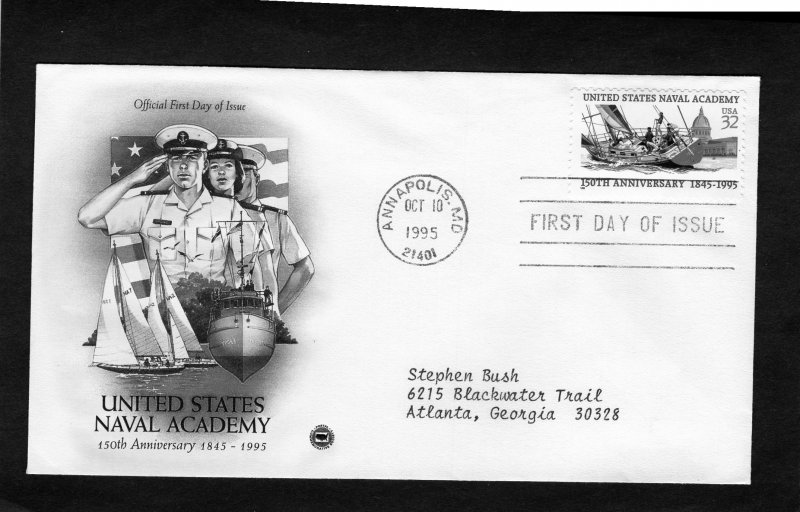 Official First Day of Issue
UNITED STATES NAVAL ACADEMY
USA
32
150TH ANNIVERSARY 1845-1995
ANNAPOLIS, MD
OCT 10
1995
21401
FIRST DAY OF ISSUE
Stephen Bush
6215 Blackwater Trail
Atlanta, Georgia 30328
UNITED STATES
NAVAL ACADEMY
150th Anniversary 1845 - 1995